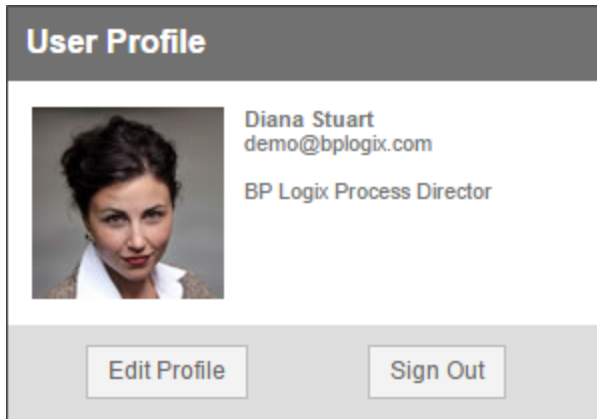 User Profile
Diana Stuart
demo@bplogix.com
BP Logix Process Director
Edit Profile
Sign Out